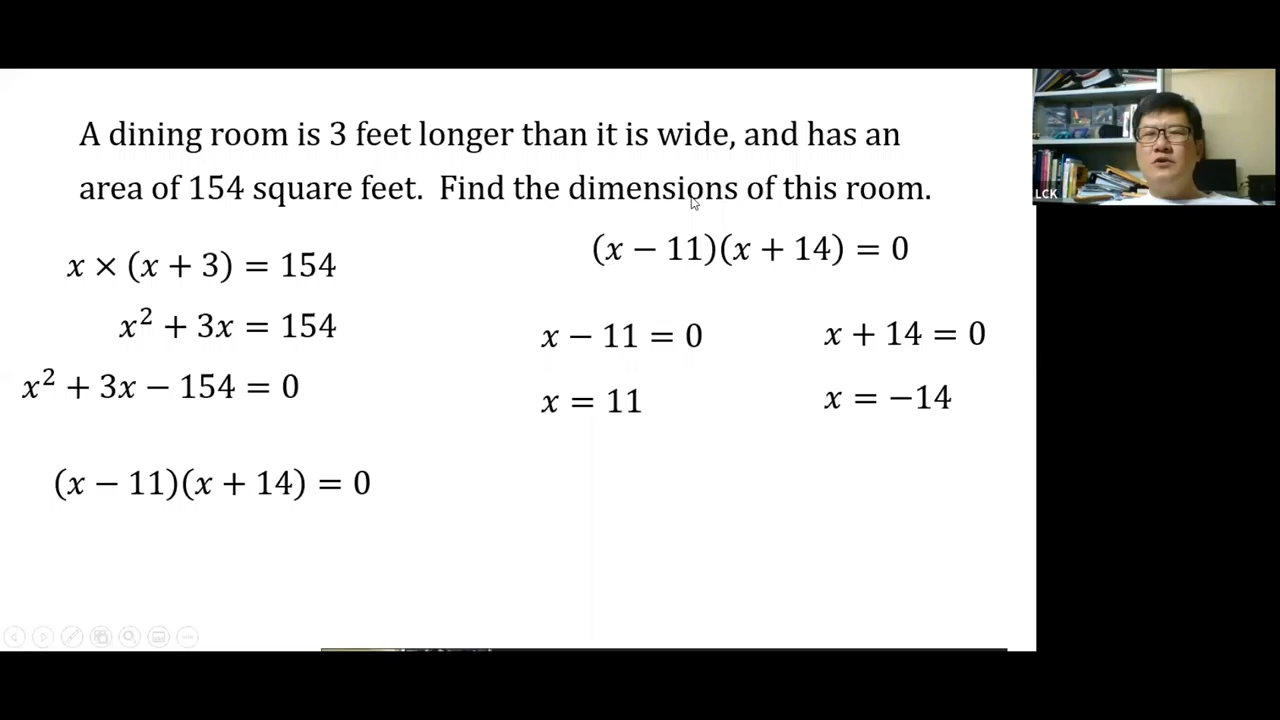 A dining room is 3 feet longer than it is wide, and has an
area of 154 square feet. Find the dimensions of this room.
x × (x + 3) = 154
x² + 3x = 154
x² + 3x − 154 = 0
(x − 11)(x + 14) = 0
(x − 11)(x + 14) = 0
x − 11 = 0
x = 11
x + 14 = 0
x = −14
LCK